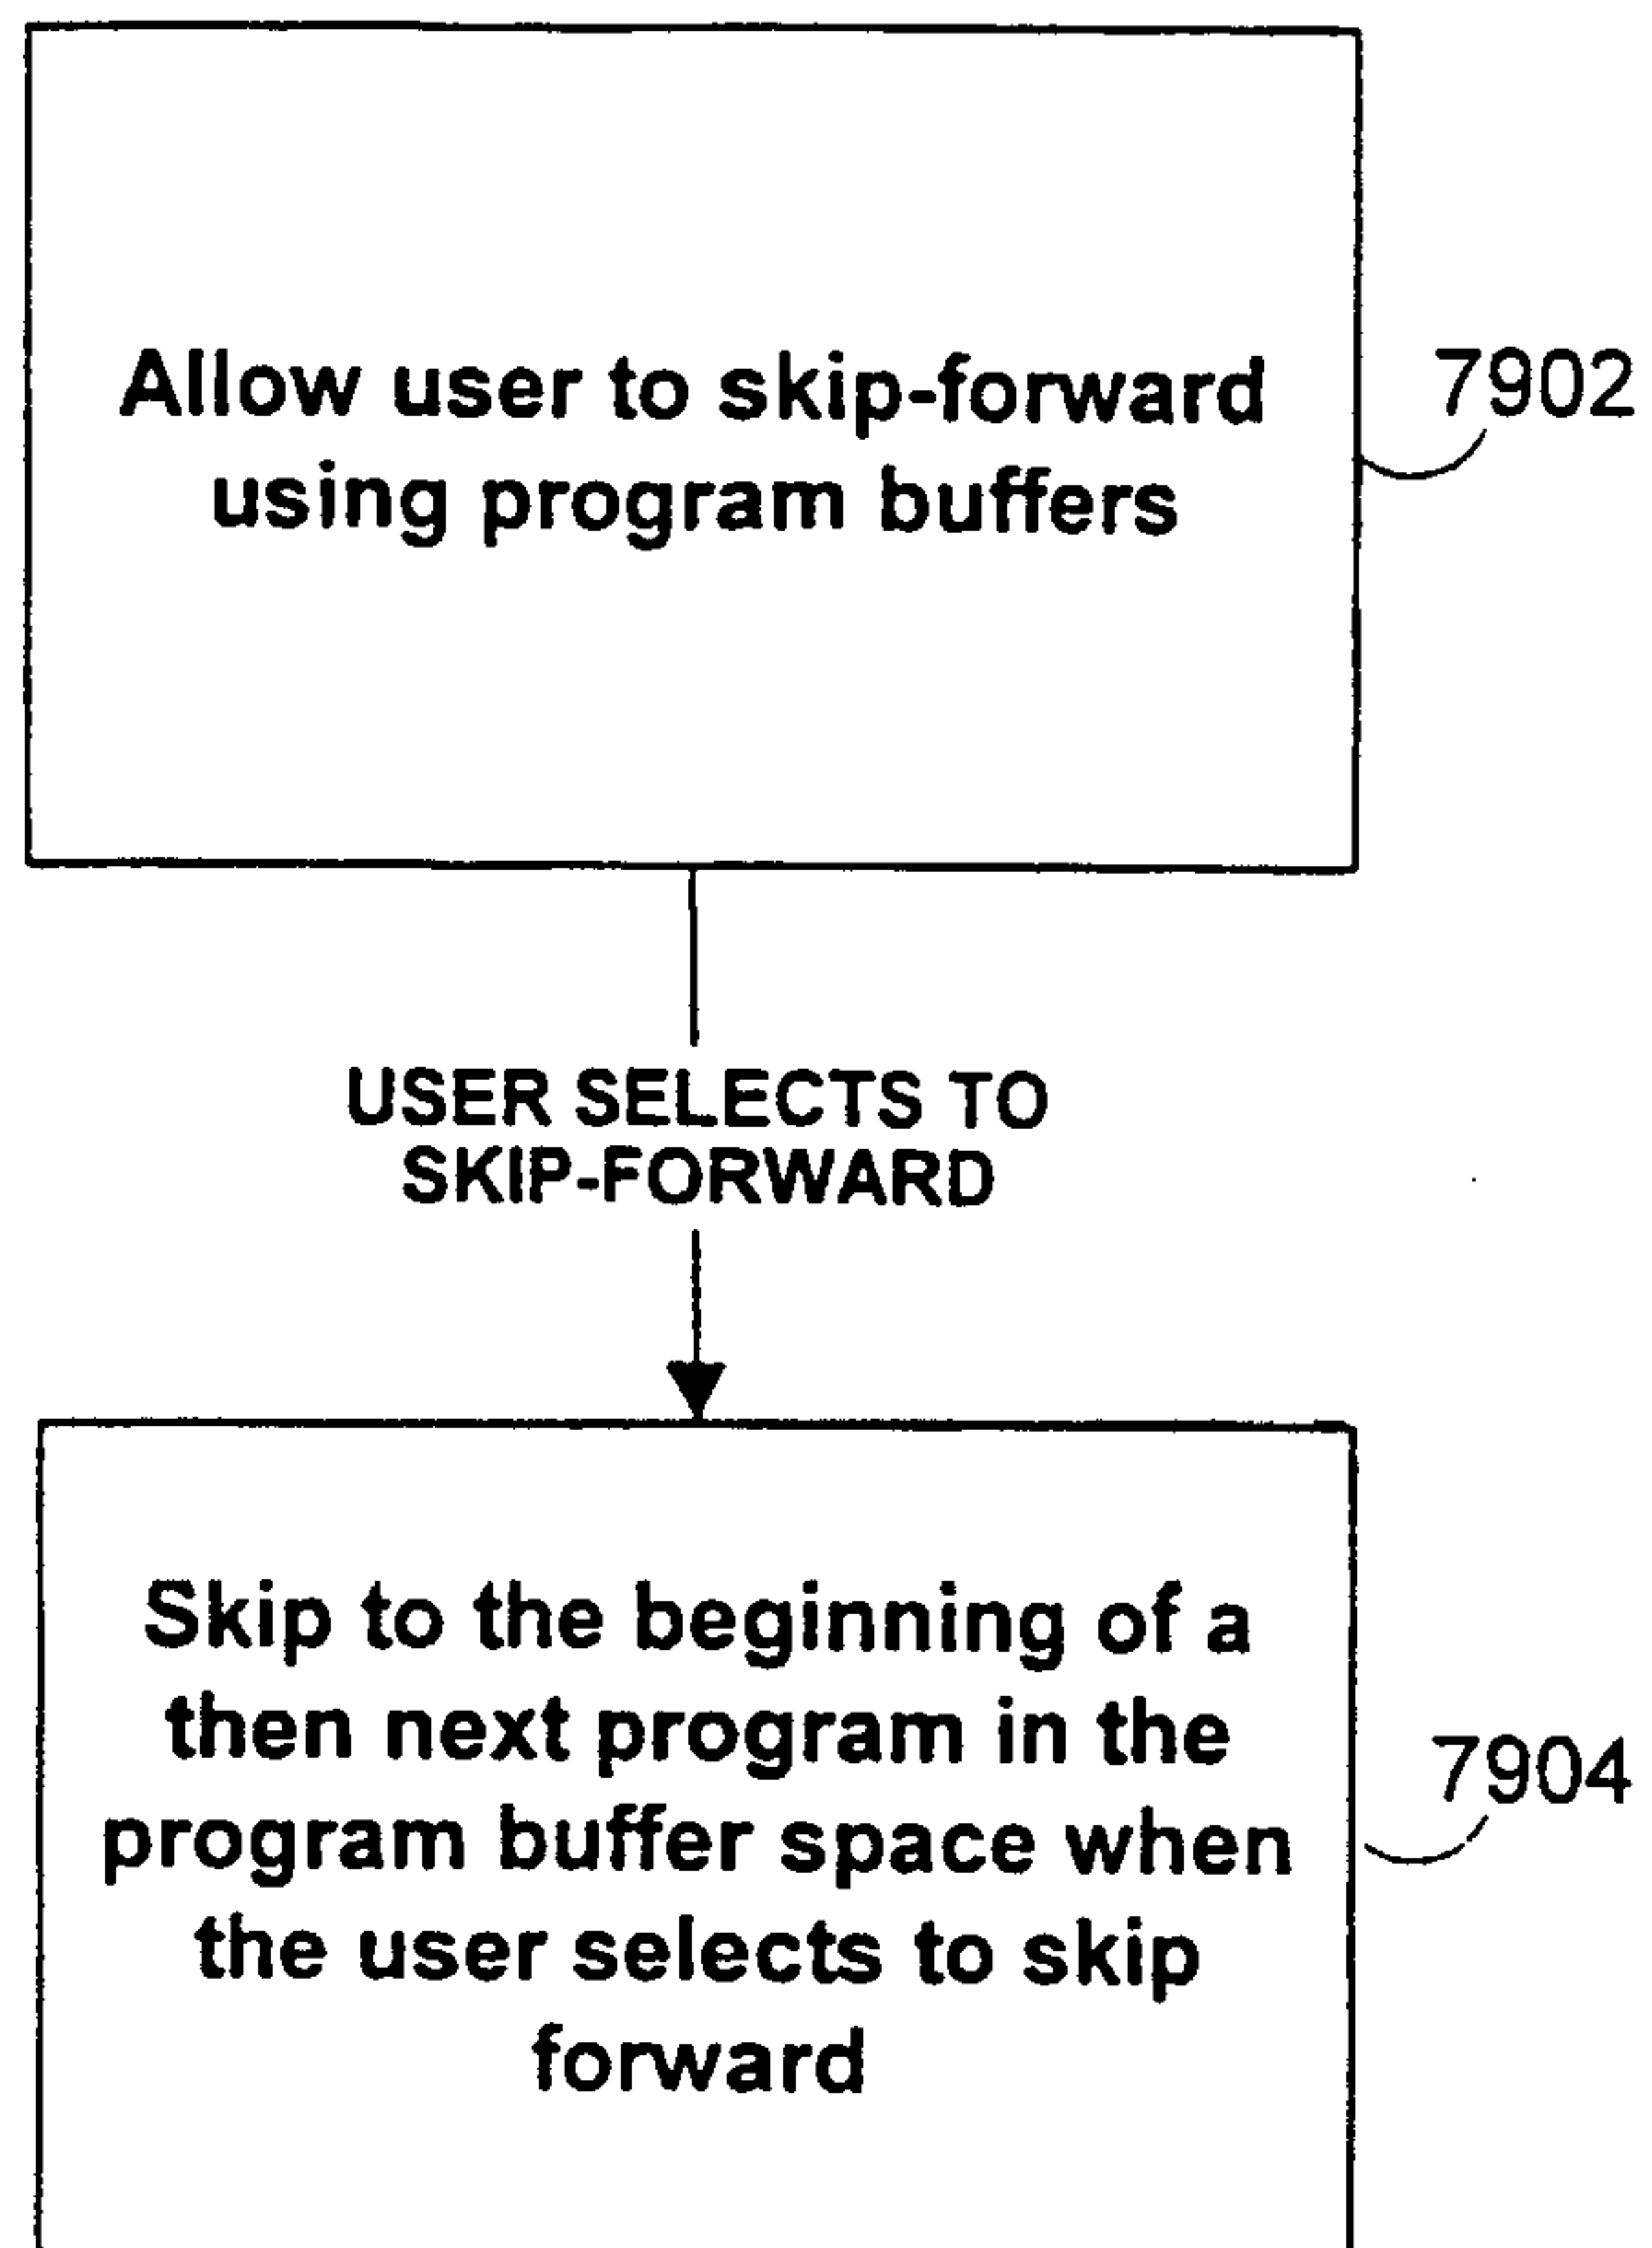 Allow user to skip-forward
using program buffers
7902
USER SELECTS TO
SKIP-FORWARD
Skip to the beginning of a
then next program in the
program buffer space when
the user selects to skip
forward
7904